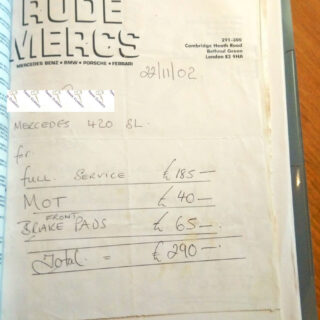 RUDE
MERCS
MERCEDES BENZ • BMW • PORSCHE • FERRARI
291-295
Cambridge Heath Road
Bethnal Green
London E2 9HA
22/11/02
MERCEDES 420 SL.
for
FULL SERVICE £185—
MOT £40—
FRONT
BRAKE PADS £65—.
Total = £290—.